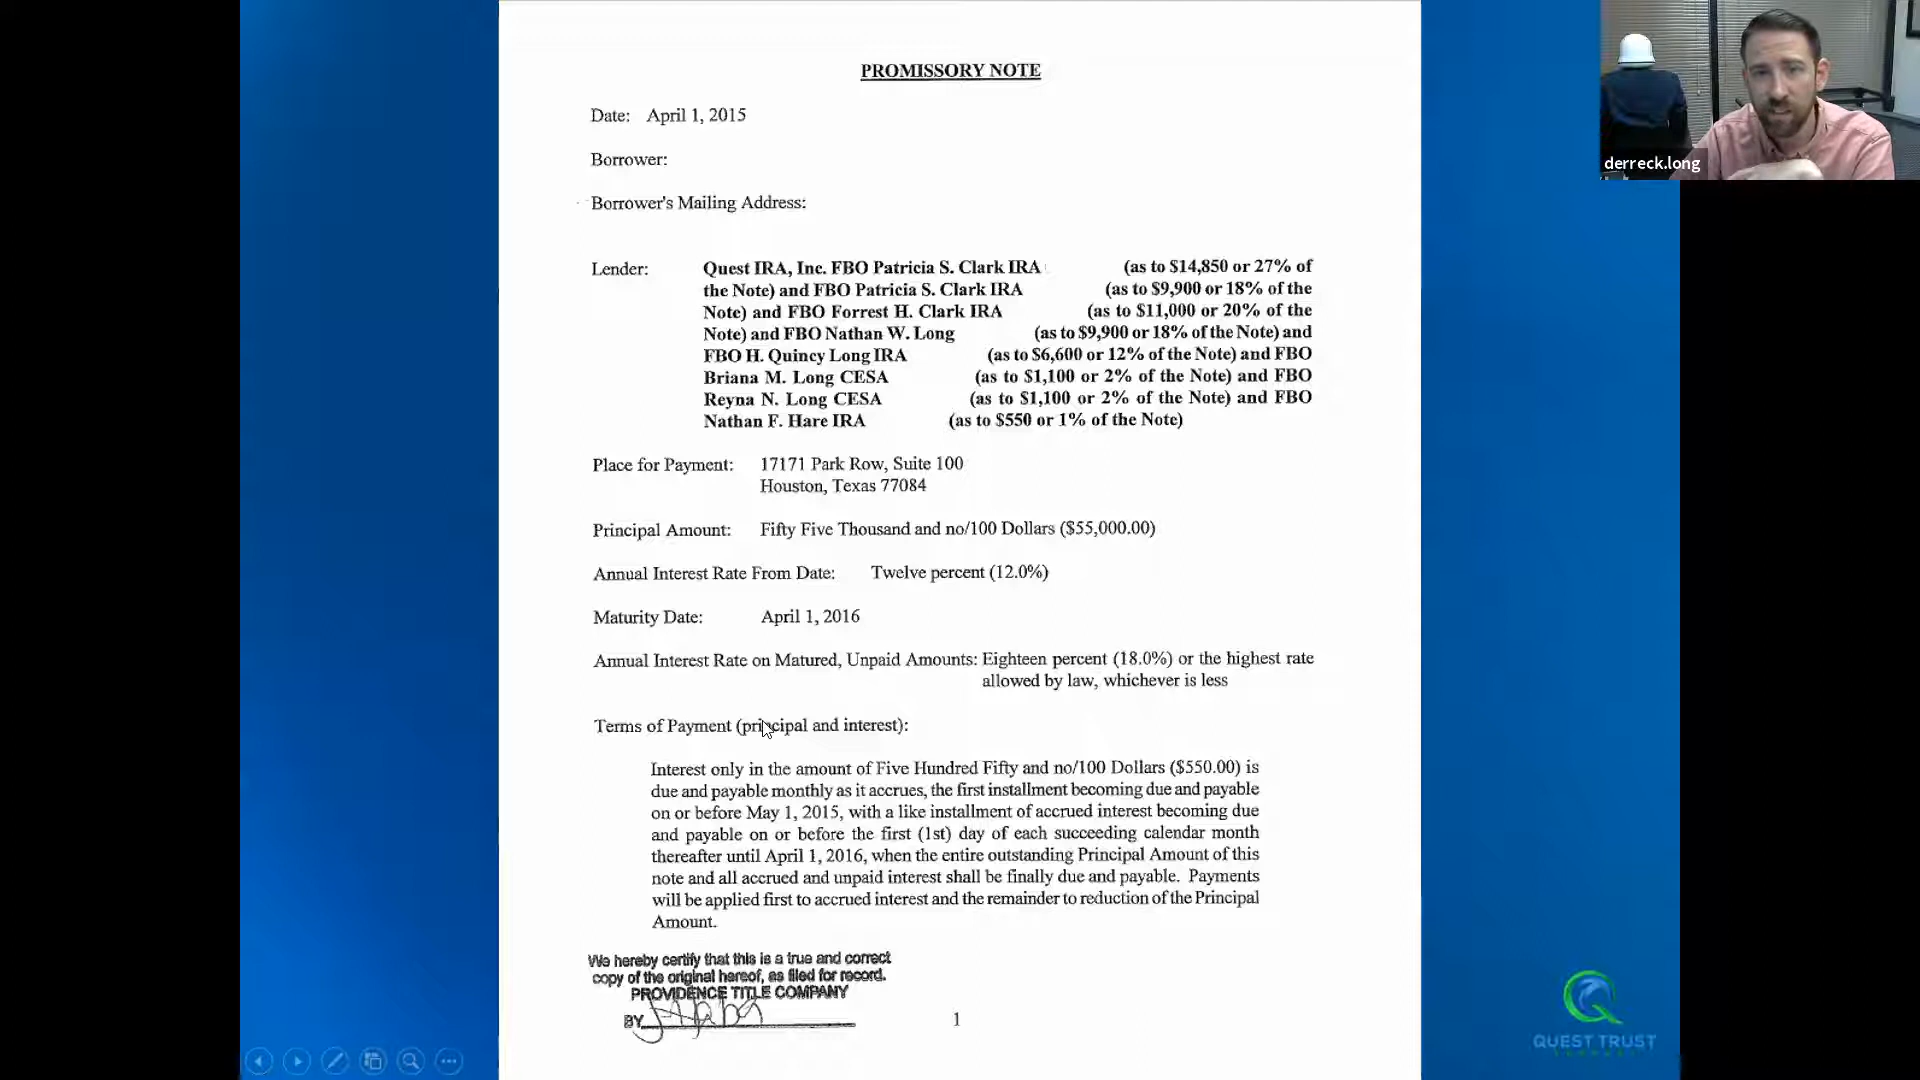 PROMISSORY NOTE
Date: April 1, 2015
Borrower:
Borrower's Mailing Address:
Lender: Quest IRA, Inc. FBO Patricia S. Clark IRA (as to $14,850 or 27% of
the Note) and FBO Patricia S. Clark IRA (as to $9,900 or 18% of the
Note) and FBO Forrest H. Clark IRA (as to $11,000 or 20% of the
Note) and FBO Nathan W. Long (as to $9,900 or 18% of the Note) and
FBO H. Quincy Long IRA (as to $6,600 or 12% of the Note) and FBO
Briana M. Long CESA (as to $1,100 or 2% of the Note) and FBO
Reyna N. Long CESA (as to $1,100 or 2% of the Note) and FBO
Nathan F. Hare IRA (as to $550 or 1% of the Note)
Place for Payment: 17171 Park Row, Suite 100
Houston, Texas 77084
Principal Amount: Fifty Five Thousand and no/100 Dollars ($55,000.00)
Annual Interest Rate From Date: Twelve percent (12.0%)
Maturity Date: April 1, 2016
Annual Interest Rate on Matured, Unpaid Amounts: Eighteen percent (18.0%) or the highest rate
allowed by law, whichever is less
Terms of Payment (principal and interest):
Interest only in the amount of Five Hundred Fifty and no/100 Dollars ($550.00) is
due and payable monthly as it accrues, the first installment becoming due and payable
on or before May 1, 2015, with a like installment of accrued interest becoming due
and payable on or before the first (1st) day of each succeeding calendar month
thereafter until April 1, 2016, when the entire outstanding Principal Amount of this
note and all accrued and unpaid interest shall be finally due and payable. Payments
will be applied first to accrued interest and the remainder to reduction of the Principal
Amount.
We hereby certify that this is a true and correct
copy of the original hereof, as filed for record.
PROVIDENCE TITLE COMPANY
BY
1
derreck.long
QUEST TRUST